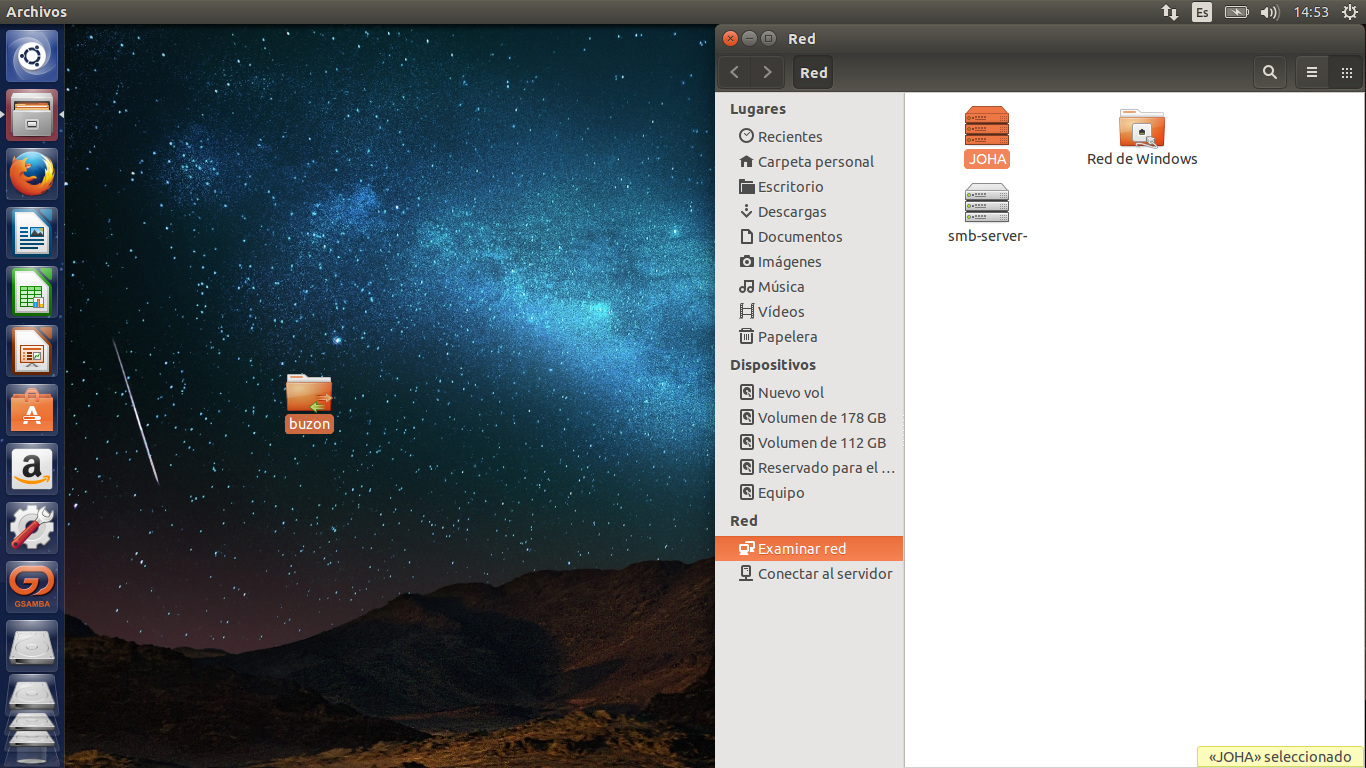 Archivos
Es
14:53
Red
Red
Lugares
Recientes
Carpeta personal
Escritorio
Descargas
Documentos
Imágenes
Música
Vídeos
Papelera
Dispositivos
Nuevo vol
Volumen de 178 GB
Volumen de 112 GB
Reservado para el ...
Equipo
Red
Examinar red
Conectar al servidor
JOHA
Red de Windows
smb-server-
buzon
A
a
GSAMBA
«JOHA» seleccionado